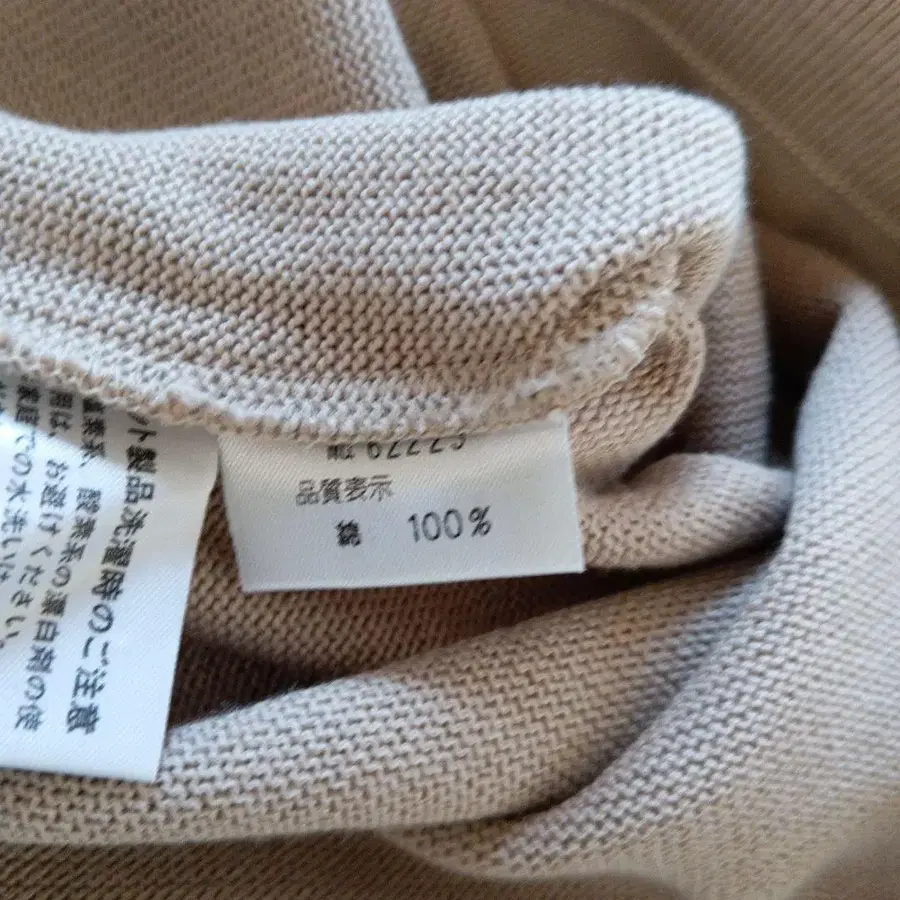 品質表示
綿 100%
ット製品洗濯時のご注意
素系、酸素系の漂白剤の使
用は、お避けください。
家庭での水洗いは